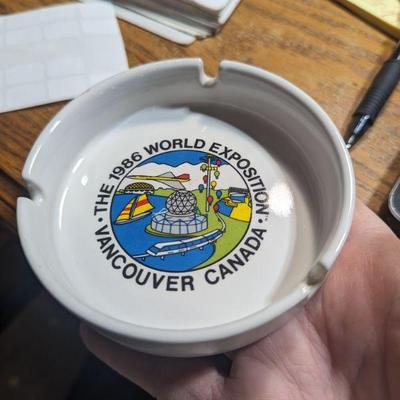 ·THE 1986 WORLD EXPOSITION·
VANCOUVER CANADA